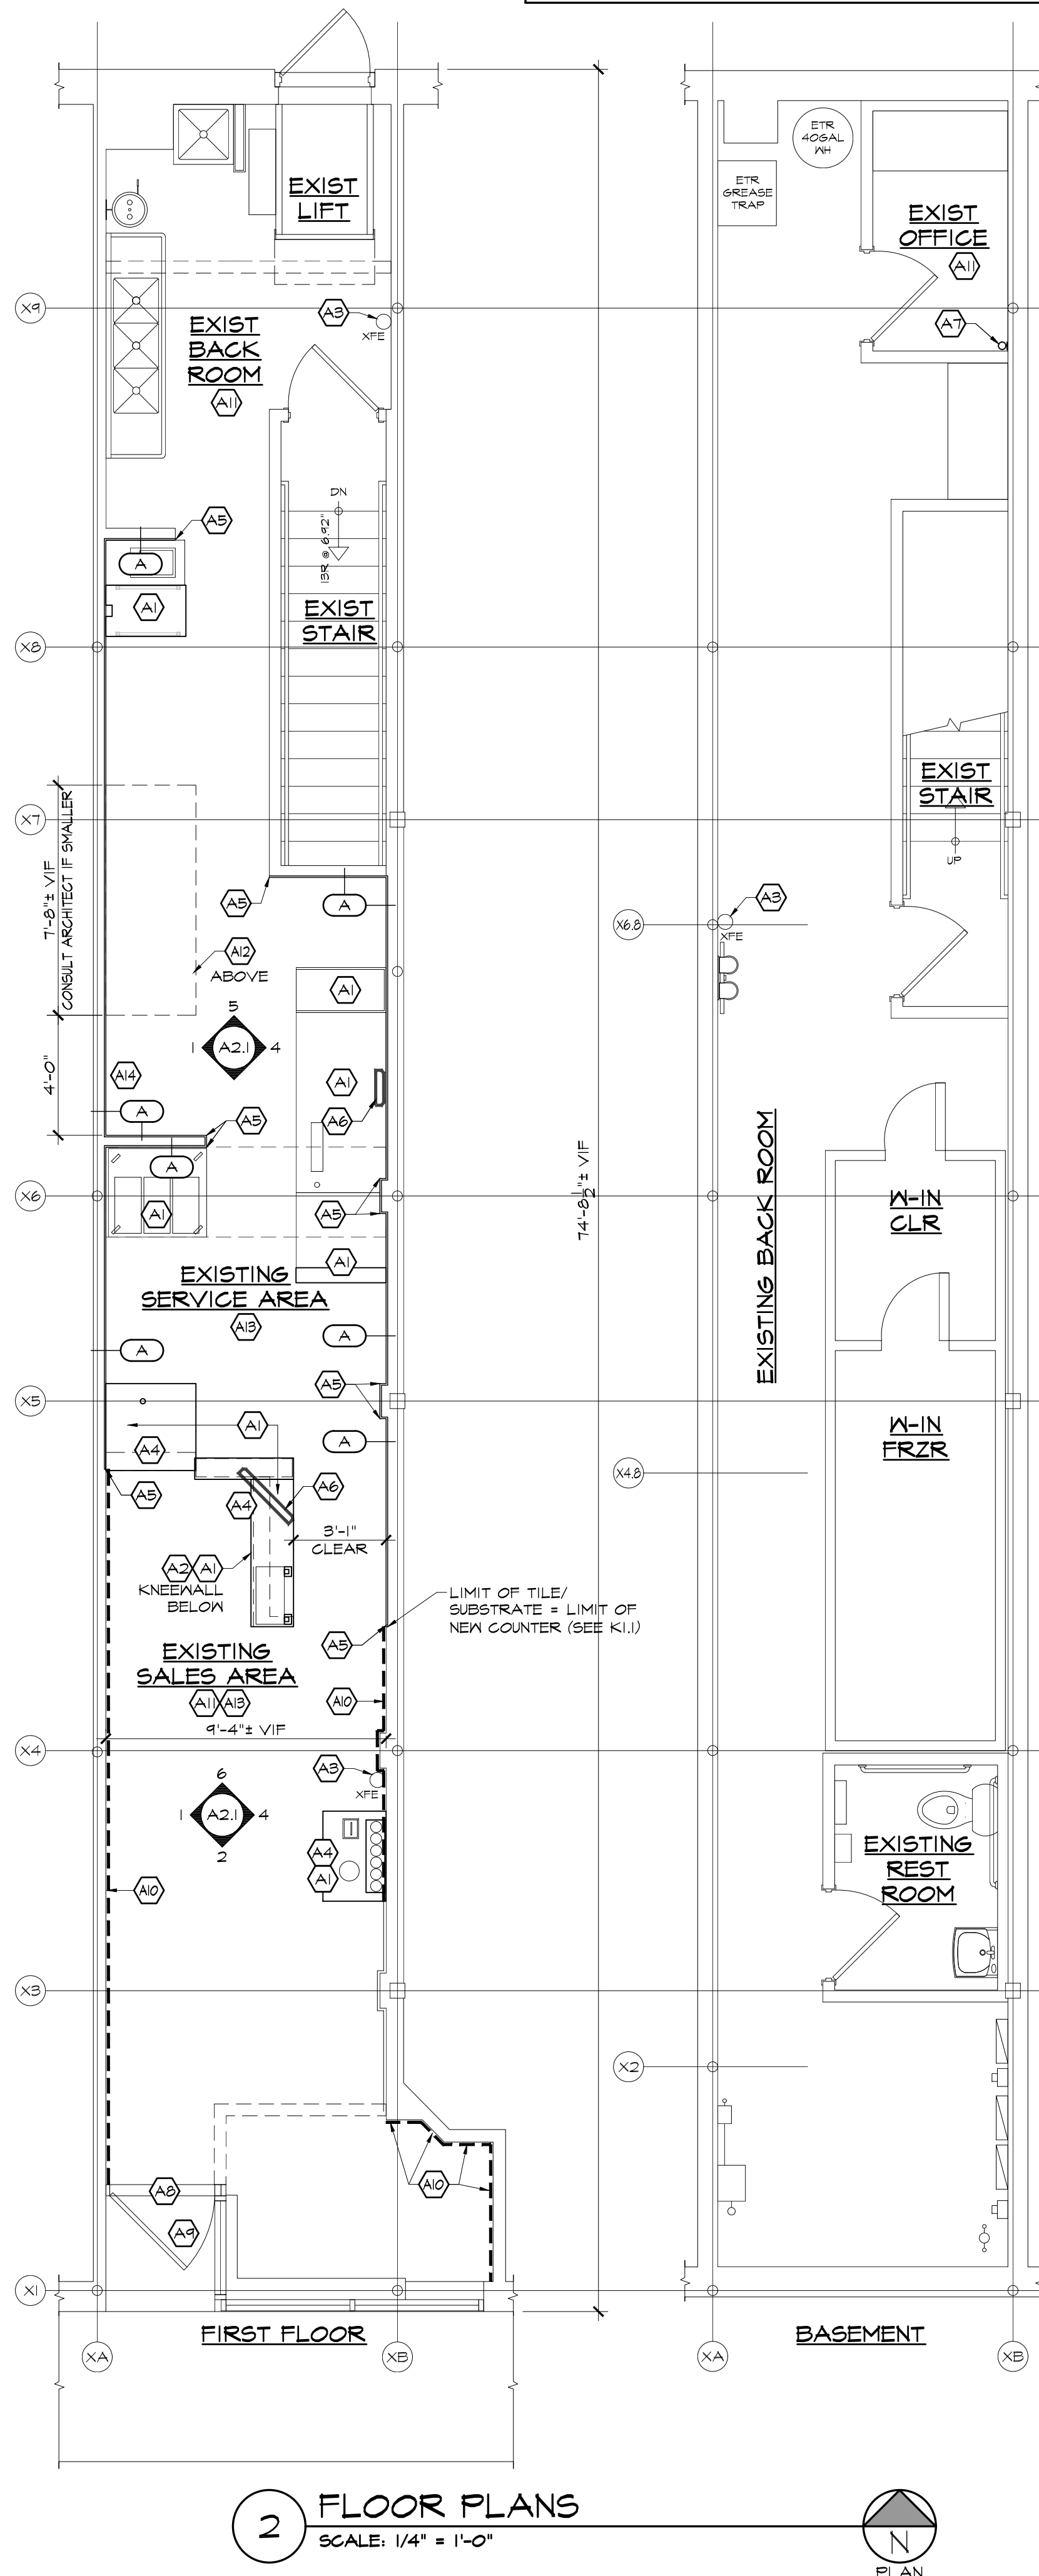 EXIST
LIFT
X9
A3
XFE
EXIST
BACK
ROOM
A11
A5
A
A1
DN
13R @ 6.92"
EXIST
STAIR
X8
7'-8"± VIF
CONSULT ARCHITECT IF SMALLER
X7
A5
A
A12
ABOVE
A1
5
1
A2.1
4
4'-0"
A14
A1
A
A5
A6
A
X6
A1
A5
A1
EXISTING
SERVICE AREA
A13
A
A
A5
X5
A1
A4
A
A5
A6
A4
3'-1"
CLEAR
A2
A1
KNEEWALL
BELOW
LIMIT OF TILE/
SUBSTRATE = LIMIT OF
NEW COUNTER (SEE K1.1)
A5
EXISTING
SALES AREA
A11
A13
A10
9'-4"± VIF
X4
A3
XFE
6
1
A2.1
4
2
A4
A1
A10
X3
A10
A8
A9
X1
FIRST FLOOR
XA
XB
74'-8 1/2"± VIF
ETR
40GAL
WH
ETR
GREASE
TRAP
EXIST
OFFICE
A11
A7
EXIST
STAIR
UP
X6.8
A3
XFE
EXISTING BACK ROOM
W-IN
CLR
W-IN
FRZR
X4.8
EXISTING
REST
ROOM
X2
BASEMENT
XA
XB
2
FLOOR PLANS
SCALE: 1/4" = 1'-0"
N
PLAN